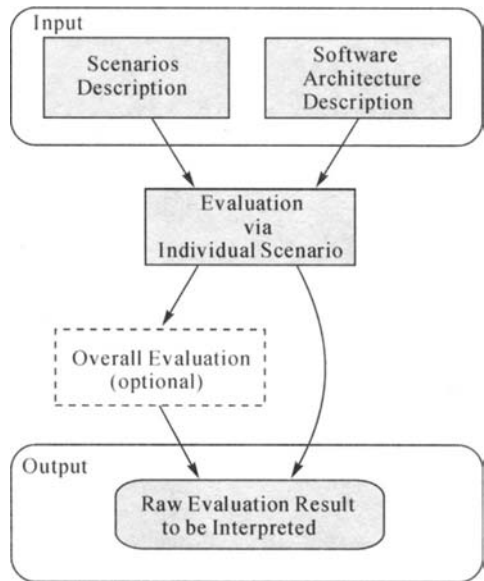 Input
Scenarios
Description
Software
Architecture
Description
Evaluation
via
Individual Scenario
Overall Evaluation
(optional)
Output
Raw Evaluation Result
to be Interpreted